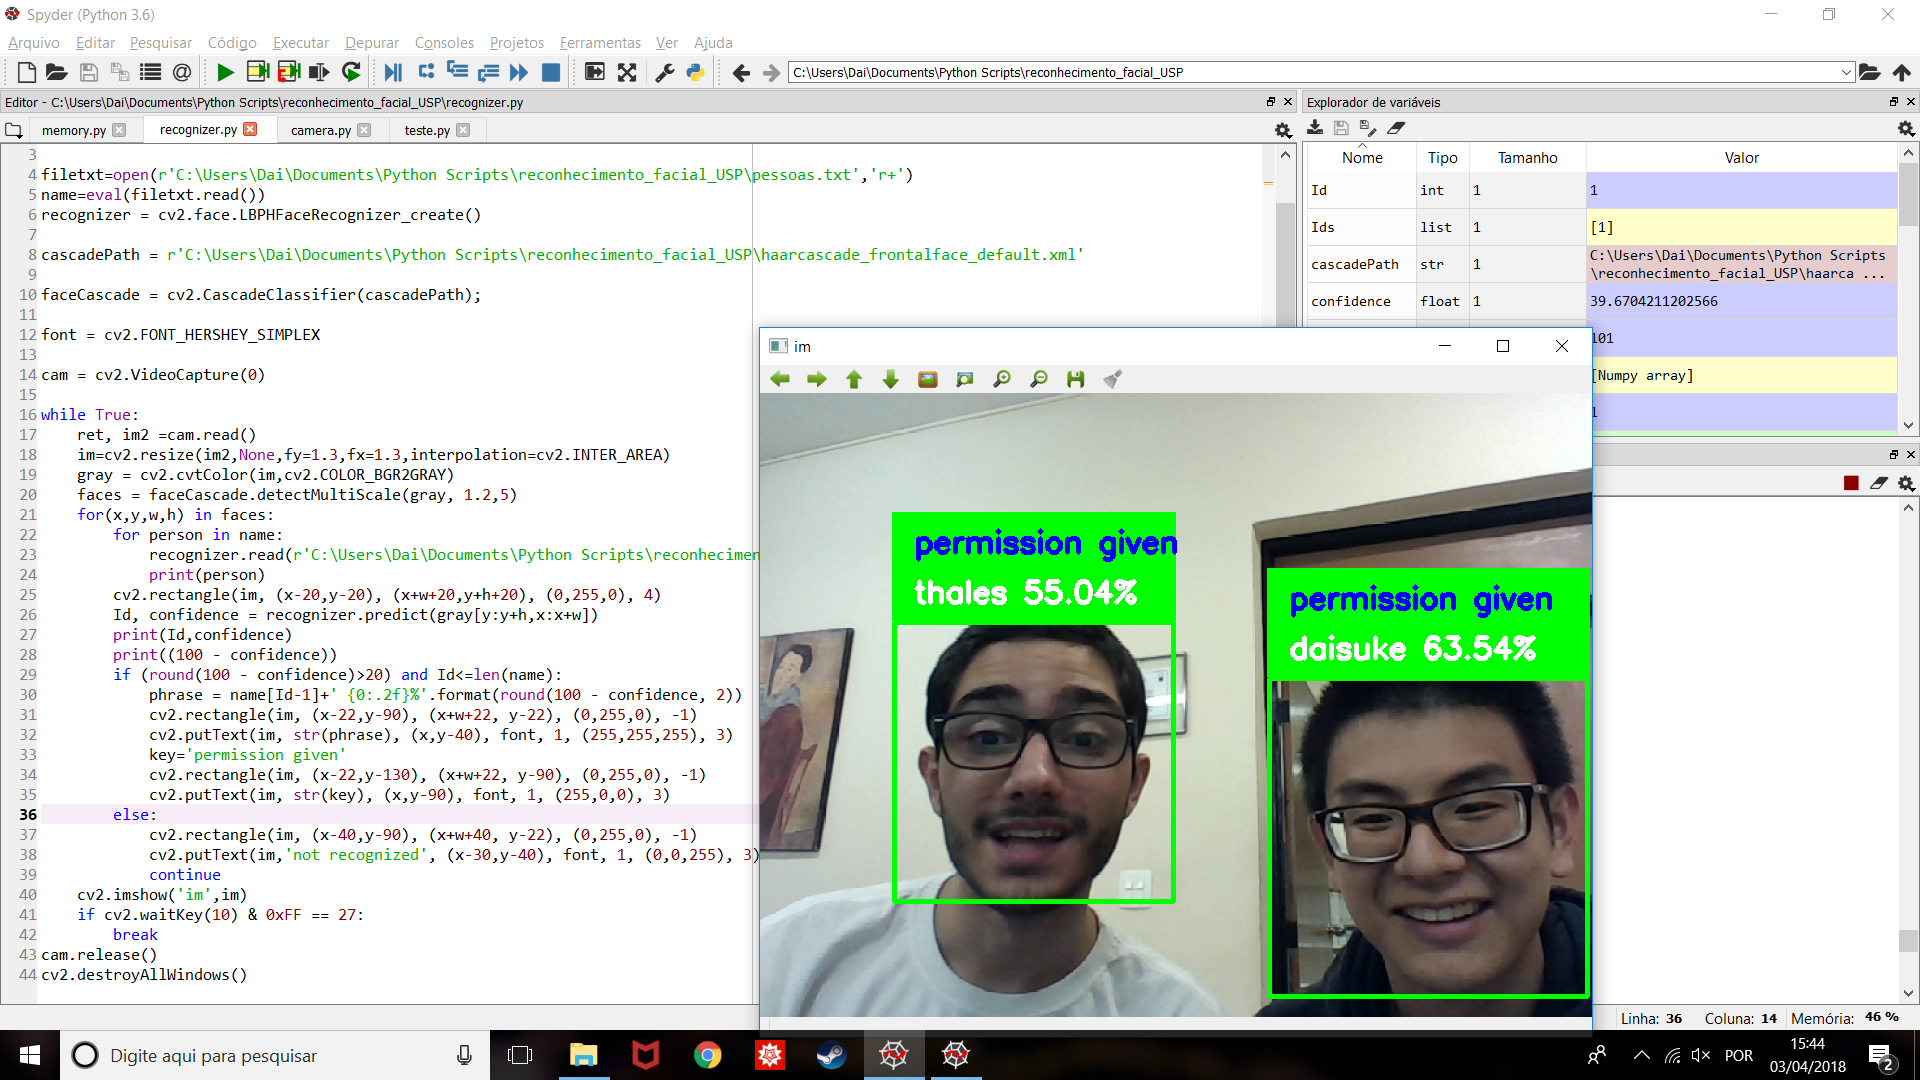 Spyder (Python 3.6)
Arquivo Editar Pesquisar Código Executar Depurar Consoles Projetos Ferramentas Ver Ajuda
C:\Users\Dai\Documents\Python Scripts\reconhecimento_facial_USP
Editor - C:\Users\Dai\Documents\Python Scripts\reconhecimento_facial_USP\recognizer.py
memory.py recognizer.py camera.py teste.py
3
4 filetxt=open(r'C:\Users\Dai\Documents\Python Scripts\reconhecimento_facial_USP\pessoas.txt','r+')
5 name=eval(filetxt.read())
6 recognizer = cv2.face.LBPHFaceRecognizer_create()
7
8 cascadePath = r'C:\Users\Dai\Documents\Python Scripts\reconhecimento_facial_USP\haarcascade_frontalface_default.xml'
9
10 faceCascade = cv2.CascadeClassifier(cascadePath);
11
12 font = cv2.FONT_HERSHEY_SIMPLEX
13
14 cam = cv2.VideoCapture(0)
15
16 while True:
17     ret, im2 =cam.read()
18     im=cv2.resize(im2,None,fy=1.3,fx=1.3,interpolation=cv2.INTER_AREA)
19     gray = cv2.cvtColor(im,cv2.COLOR_BGR2GRAY)
20     faces = faceCascade.detectMultiScale(gray, 1.2,5)
21     for(x,y,w,h) in faces:
22         for person in name:
23             recognizer.read(r'C:\Users\Dai\Documents\Python Scripts\reconhecimen
24             print(person)
25         cv2.rectangle(im, (x-20,y-20), (x+w+20,y+h+20), (0,255,0), 4)
26         Id, confidence = recognizer.predict(gray[y:y+h,x:x+w])
27         print(Id,confidence)
28         print((100 - confidence))
29         if (round(100 - confidence)>20) and Id<=len(name):
30             phrase = name[Id-1]+' {0:.2f}%'.format(round(100 - confidence, 2))
31             cv2.rectangle(im, (x-22,y-90), (x+w+22, y-22), (0,255,0), -1)
32             cv2.putText(im, str(phrase), (x,y-40), font, 1, (255,255,255), 3)
33             key='permission given'
34             cv2.rectangle(im, (x-22,y-130), (x+w+22, y-90), (0,255,0), -1)
35             cv2.putText(im, str(key), (x,y-90), font, 1, (255,0,0), 3)
36         else:
37             cv2.rectangle(im, (x-40,y-90), (x+w+40, y-22), (0,255,0), -1)
38             cv2.putText(im,'not recognized', (x-30,y-40), font, 1, (0,0,255), 3)
39             continue
40     cv2.imshow('im',im)
41     if cv2.waitKey(10) & 0xFF == 27:
42         break
43 cam.release()
44 cv2.destroyAllWindows()
Explorador de variáveis
Nome Tipo Tamanho Valor
Id int 1 1
Ids list 1 [1]
cascadePath str 1 C:\Users\Dai\Documents\Python Scripts
\reconhecimento_facial_USP\haarca ...
confidence float 1 39.6704211202566
101
[Numpy array]
1
im
permission given
thales 55.04%
permission given
daisuke 63.54%
Linha: 36 Coluna: 14 Memória: 46 %
Digite aqui para pesquisar
POR
15:44
03/04/2018
2